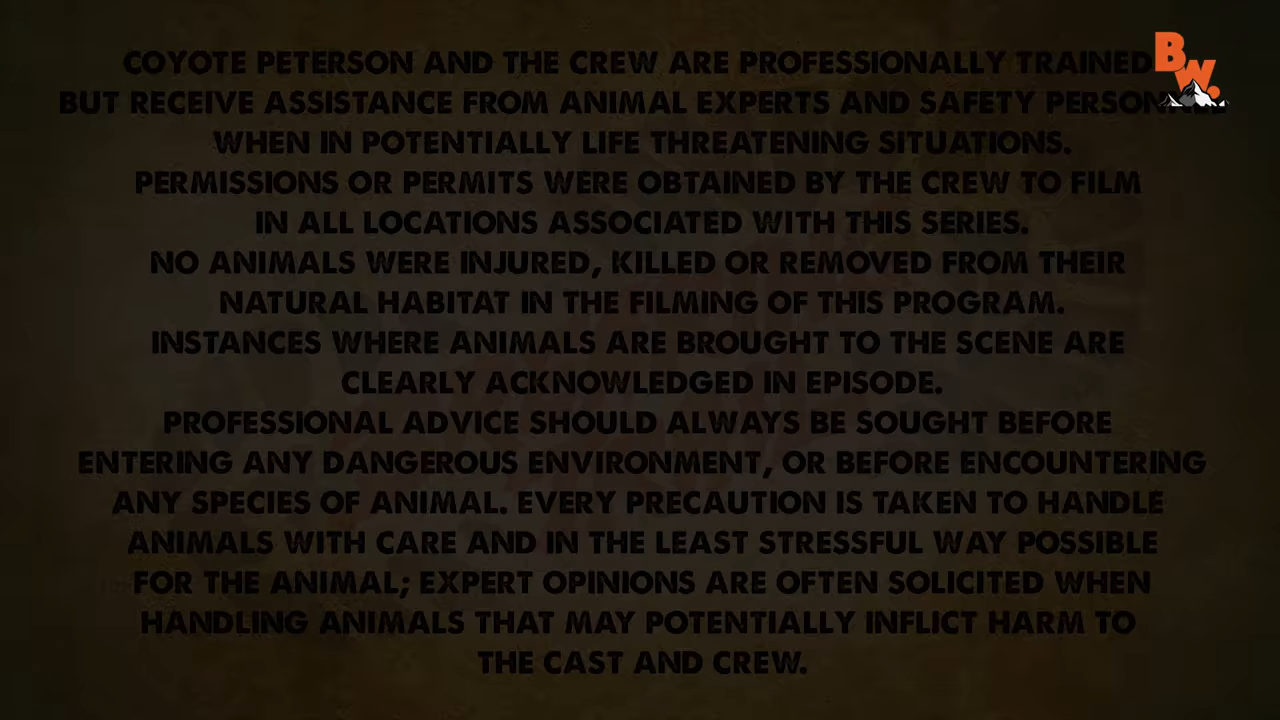 COYOTE PETERSON AND THE CREW ARE PROFESSIONALLY TRAINED
BW.
BUT RECEIVE ASSISTANCE FROM ANIMAL EXPERTS AND SAFETY PERSONNEL
WHEN IN POTENTIALLY LIFE THREATENING SITUATIONS.
PERMISSIONS OR PERMITS WERE OBTAINED BY THE CREW TO FILM
IN ALL LOCATIONS ASSOCIATED WITH THIS SERIES.
NO ANIMALS WERE INJURED, KILLED OR REMOVED FROM THEIR
NATURAL HABITAT IN THE FILMING OF THIS PROGRAM.
INSTANCES WHERE ANIMALS ARE BROUGHT TO THE SCENE ARE
CLEARLY ACKNOWLEDGED IN EPISODE.
PROFESSIONAL ADVICE SHOULD ALWAYS BE SOUGHT BEFORE
ENTERING ANY DANGEROUS ENVIRONMENT, OR BEFORE ENCOUNTERING
ANY SPECIES OF ANIMAL. EVERY PRECAUTION IS TAKEN TO HANDLE
ANIMALS WITH CARE AND IN THE LEAST STRESSFUL WAY POSSIBLE
FOR THE ANIMAL; EXPERT OPINIONS ARE OFTEN SOLICITED WHEN
HANDLING ANIMALS THAT MAY POTENTIALLY INFLICT HARM TO
THE CAST AND CREW.